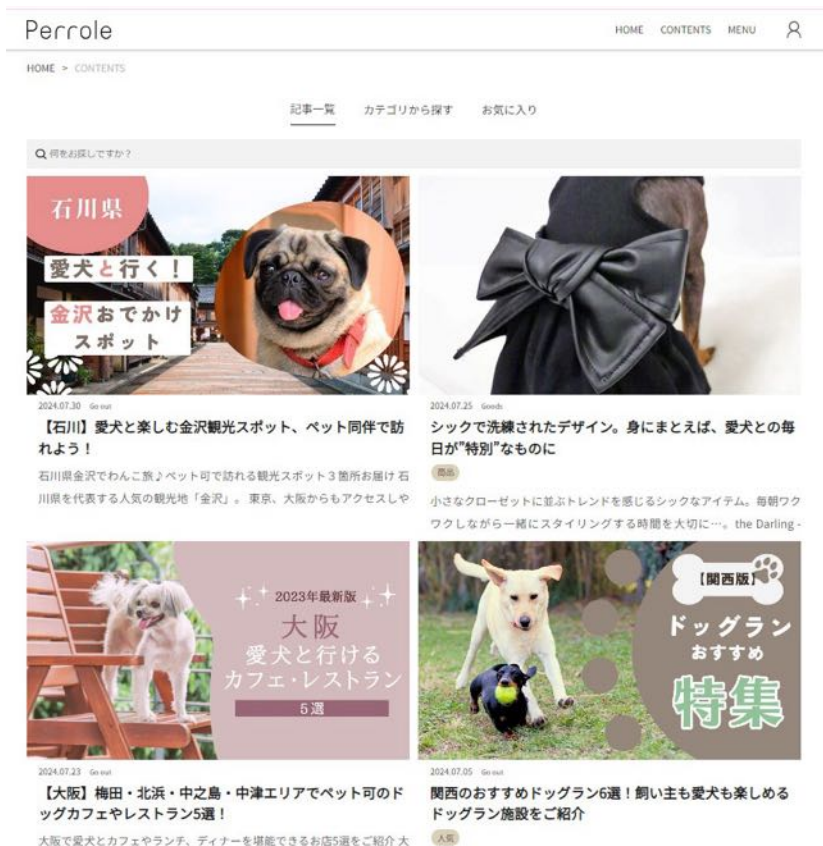 Perrole
HOME CONTENTS MENU
HOME > CONTENTS
記事一覧 カテゴリから探す お気に入り
何をお探しですか？
石川県
愛犬と行く！
金沢おでかけ
スポット
2024.07.30 Go out
【石川】愛犬と楽しむ金沢観光スポット、ペット同伴で訪
れよう！
石川県金沢でわんこ旅♪ペット可で訪れる観光スポット３箇所お届け 石
川県を代表する人気の観光地「金沢」。 東京、大阪からもアクセスしや
2024.07.25 Goods
シックで洗練されたデザイン。身にまとえば、愛犬との毎
日が”特別”なものに
商品
小さなクローゼットに並ぶトレンドを感じるシックなアイテム。毎朝ワク
ワクしながら一緒にスタイリングする時間を大切に…。the Darling -
2023年最新版
大阪
愛犬と行ける
カフェ・レストラン
5選
2024.07.23 Go out
【大阪】梅田・北浜・中之島・中津エリアでペット可のド
ッグカフェやレストラン5選！
大阪で愛犬とカフェやランチ、ディナーを堪能できるお店5選をご紹介 大
【関西版】
ドッグラン
おすすめ
特集
2024.07.05 Go out
関西のおすすめドッグラン6選！飼い主も愛犬も楽しめる
ドッグラン施設をご紹介
人気